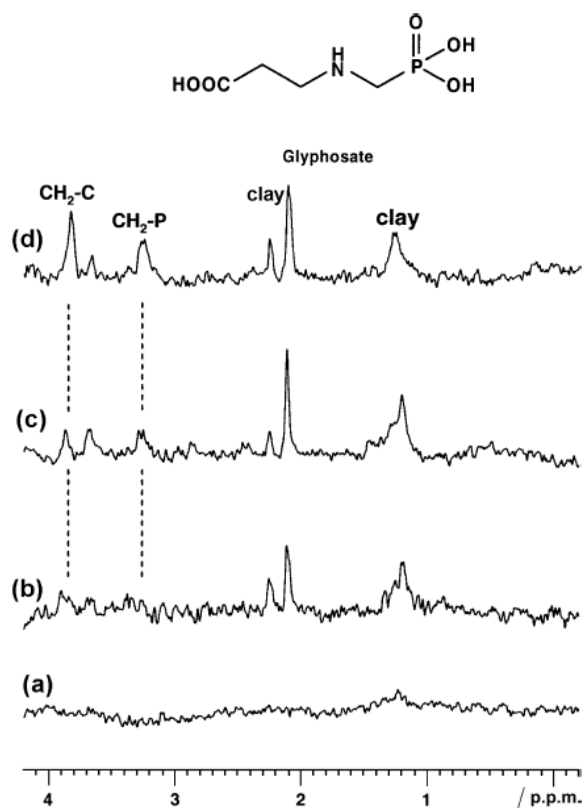 O
H
N
P
OH
HOOC
OH
Glyphosate
CH₂-C
CH₂-P
clay
clay
(d)
(c)
(b)
(a)
4 3 2 1 / p.p.m.